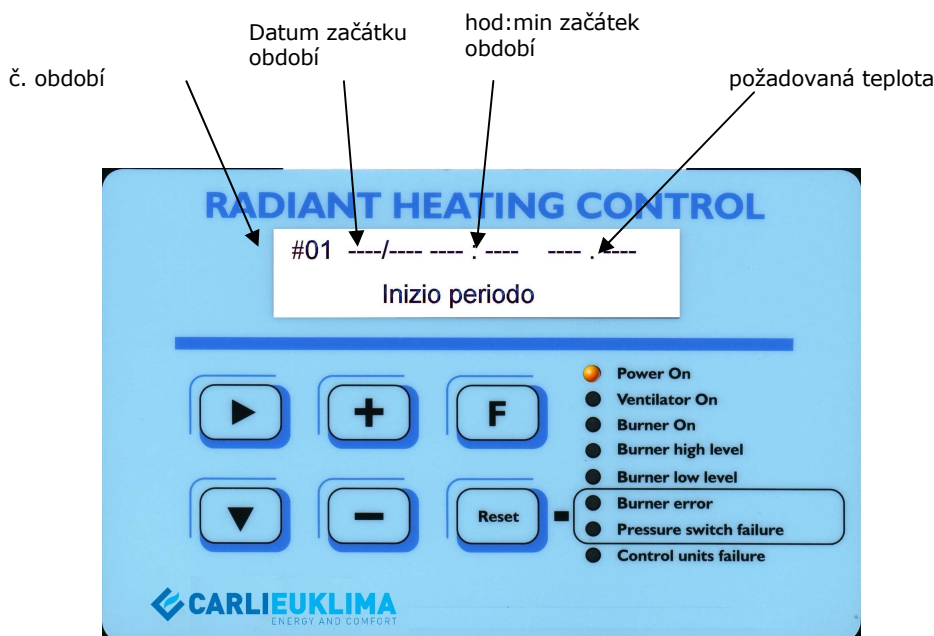 č. období
Datum začátku
období
hod:min začátek
období
požadovaná teplota
RADIANT HEATING CONTROL
#01 ----/---- ---- : ---- ---- . ----
Inizio periodo
F
Reset
Power On
Ventilator On
Burner On
Burner high level
Burner low level
Burner error
Pressure switch failure
Control units failure
CARLIEUKLIMA
ENERGY AND COMFORT